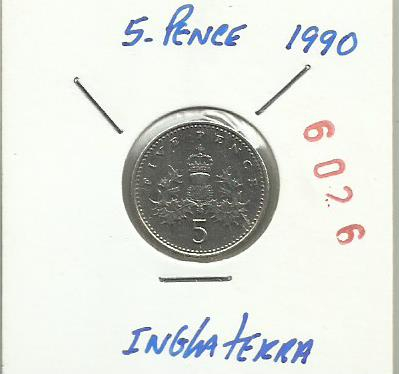 5. PENCE 1990
FIVE PENCE
5
6026
INGLATERRA